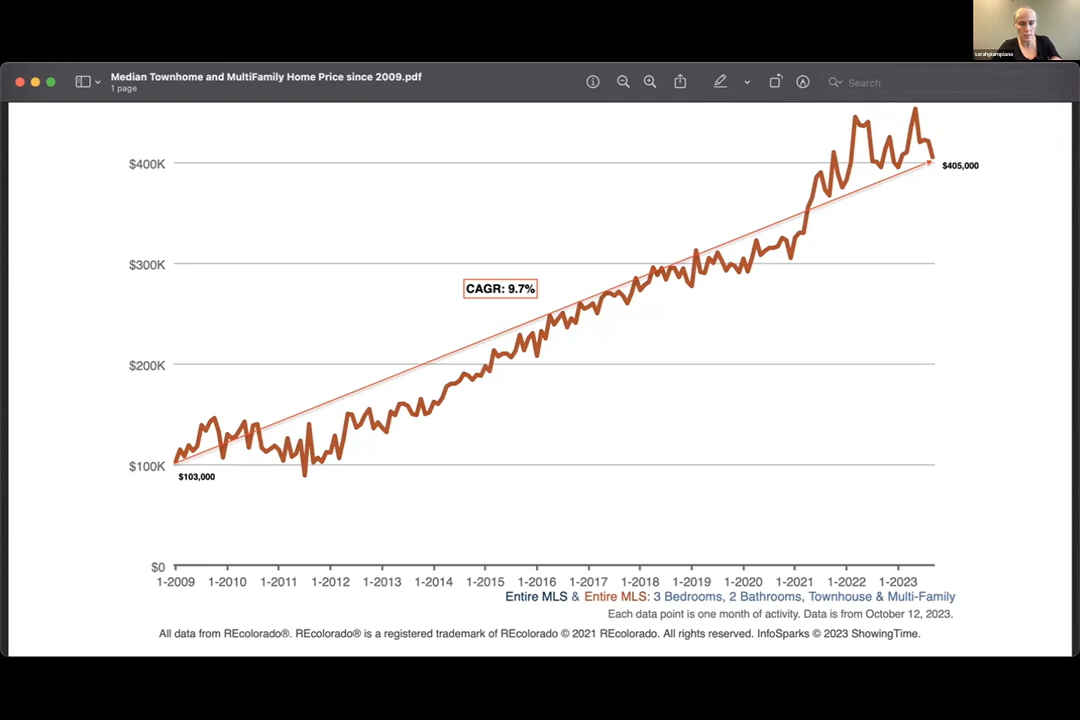 sarahpiampiano
Median Townhome and MultiFamily Home Price since 2009.pdf
1 page
Search
$400K
$405,000
$300K
CAGR: 9.7%
$200K
$100K
$103,000
$0
1-2009 1-2010 1-2011 1-2012 1-2013 1-2014 1-2015 1-2016 1-2017 1-2018 1-2019 1-2020 1-2021 1-2022 1-2023
Entire MLS & Entire MLS: 3 Bedrooms, 2 Bathrooms, Townhouse & Multi-Family
Each data point is one month of activity. Data is from October 12, 2023.
All data from REcolorado®. REcolorado® is a registered trademark of REcolorado © 2021 REcolorado. All rights reserved. InfoSparks © 2023 ShowingTime.